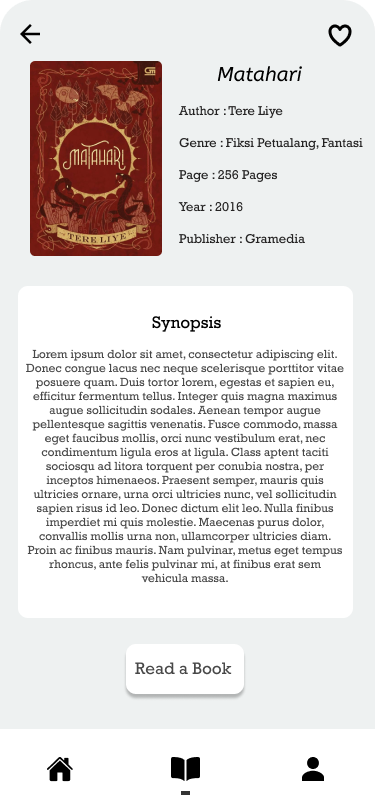 Matahari
MATAHARI
TERE LIYE
Author : Tere Liye
Genre : Fiksi Petualang, Fantasi
Page : 256 Pages
Year : 2016
Publisher : Gramedia
Synopsis
Lorem ipsum dolor sit amet, consectetur adipiscing elit.
Donec congue lacus nec neque scelerisque porttitor vitae
posuere quam. Duis tortor lorem, egestas et sapien eu,
efficitur fermentum tellus. Integer quis magna maximus
augue sollicitudin sodales. Aenean tempor augue
pellentesque sagittis venenatis. Fusce commodo, massa
eget faucibus mollis, orci nunc vestibulum erat, nec
condimentum ligula eros at ligula. Class aptent taciti
sociosqu ad litora torquent per conubia nostra, per
inceptos himenaeos. Praesent semper, mauris quis
ultricies ornare, urna orci ultricies nunc, vel sollicitudin
sapien risus id leo. Donec dictum elit leo. Nulla finibus
imperdiet mi quis molestie. Maecenas purus dolor,
convallis mollis urna non, ullamcorper ultricies diam.
Proin ac finibus mauris. Nam pulvinar, metus eget tempus
rhoncus, ante felis pulvinar mi, at finibus erat sem
vehicula massa.
Read a Book